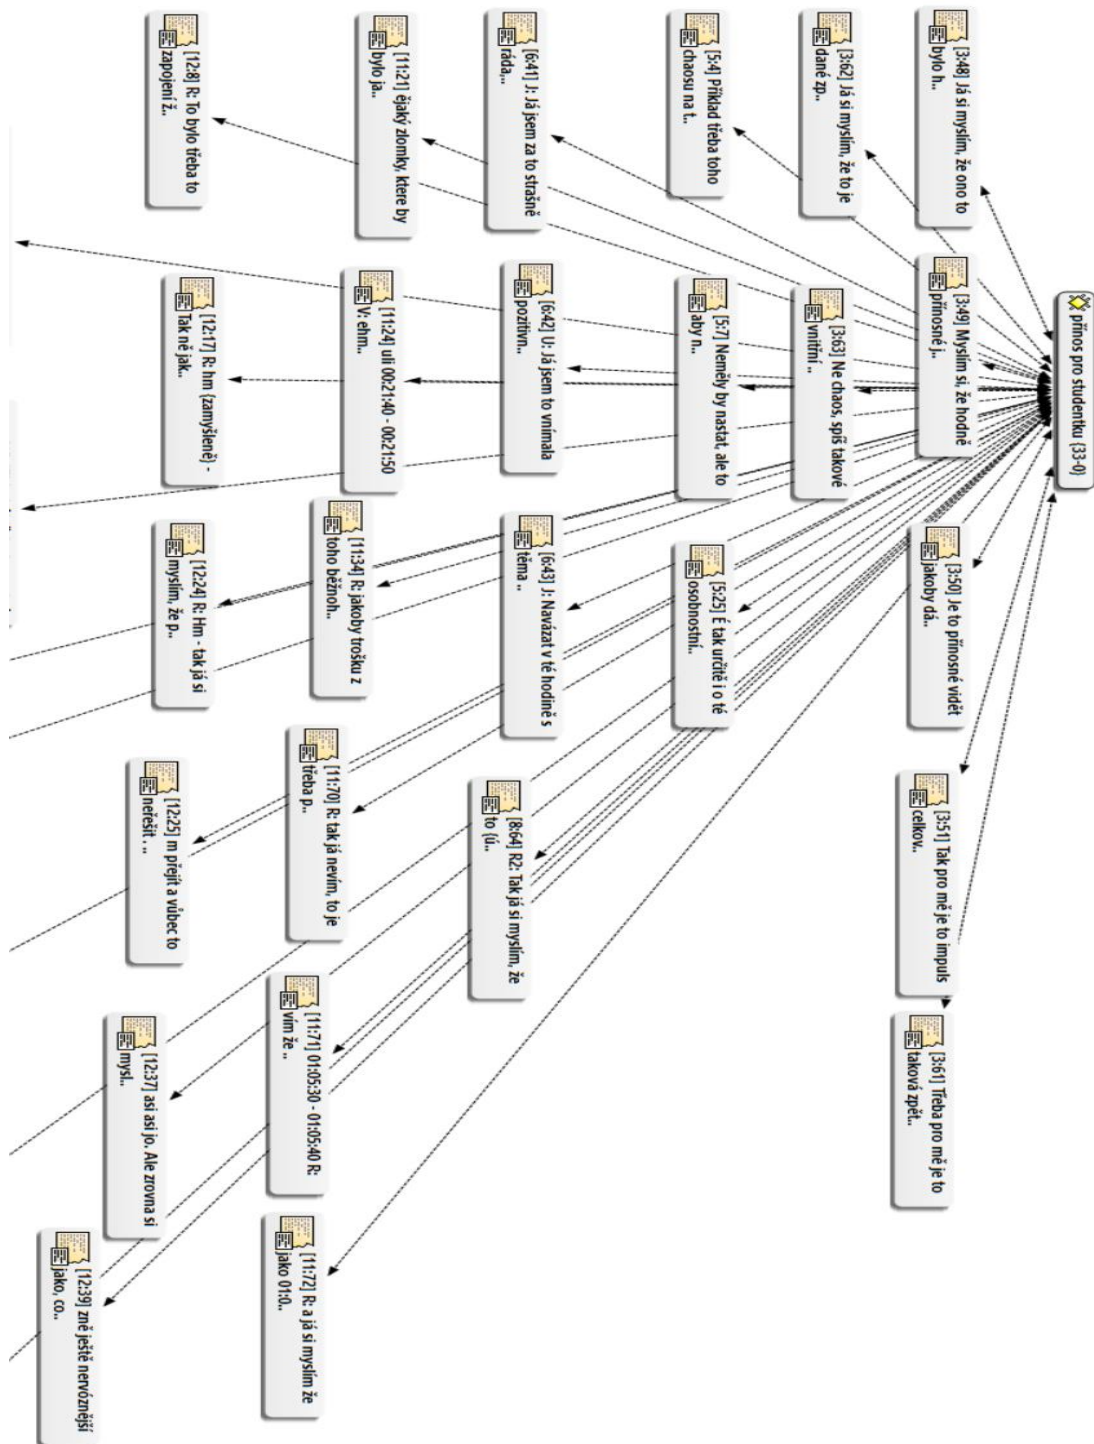 přínos pro studentku {33-0}
[3:48] Já si myslím, že ono to
bylo h..
[3:49] Myslím si, že hodně
přínosné j..
[3:50] Je to přínosné vidět
jakoby dá..
[3:51] Tak pro mě je to impuls
celkov..
[3:61] Třeba pro mě je to
taková zpět..
[3:62] Já si myslím, že to je
dané zp..
[3:63] Ne chaos, spíš takové
vnitřní ..
[5:4] Příklad třeba toho
chaosu na t..
[5:7] Neměly by nastat, ale to
aby n..
[5:25] É tak určitě i o té
osobnostní..
[6:41] J: Já jsem za to strašně
ráda,..
[6:42] U: Já jsem to vnímala
pozitivn..
[6:43] J: Navázat v té hodině s
těma ..
[8:64] R2: Tak já si myslím, že
to (ú..
[11:21] ějaký zlomky, ktere by
bylo ja..
[11:24] uli 00:21:40 - 00:21:50
V: ehm..
[11:34] R: jakoby trošku z
toho běžnoh..
[11:70] R: tak já nevím, to je
třeba p..
[11:71] 01:05:30 - 01:05:40 R:
vím že ..
[11:72] R: a já si myslím že
jako 01:0..
[12:8] R: To bylo třeba to
zapojení ž..
[12:17] R: hm (zamyšleně) -
Tak ně jak..
[12:24] R: Hm - tak já si
myslím, že p..
[12:25] m přejít a vůbec to
neřešit . ..
[12:37] asi asi jo. Ale zrovna si
mysl..
[12:39] zně ještě nervóznější
jako, co..